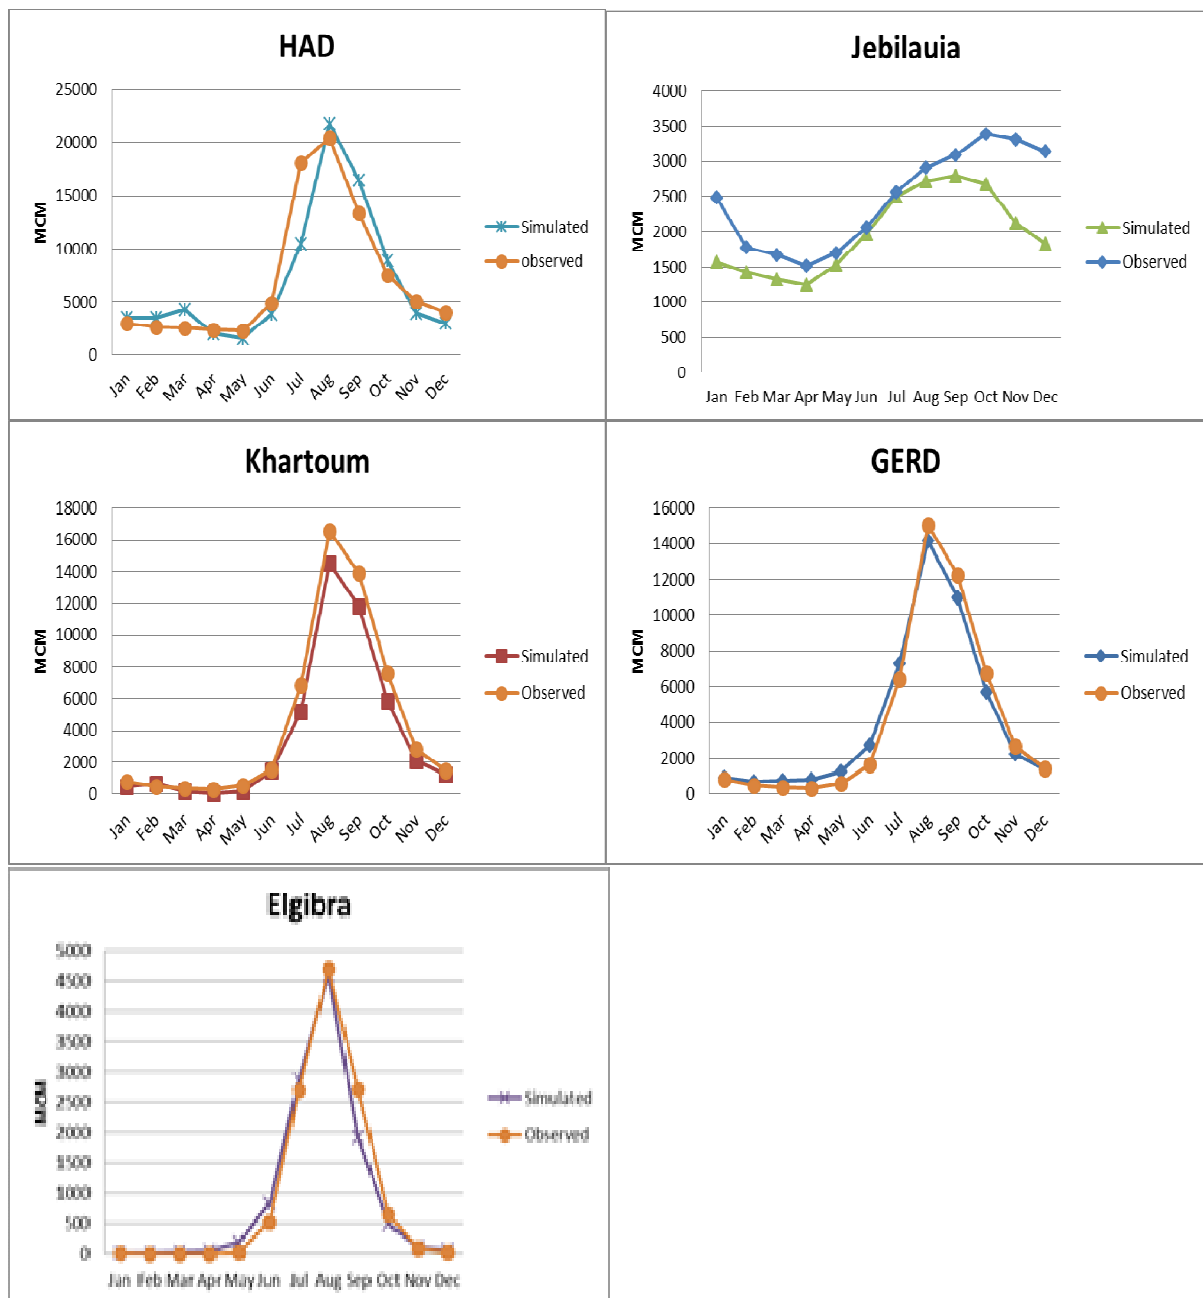 HAD
25000
20000
15000
10000
5000
0
MCM
Jan Feb Mar Apr May Jun Jul Aug Sep Oct Nov Dec
Simulated
observed
Jebilauia
4000
3500
3000
2500
2000
1500
1000
500
0
MCM
Jan Feb Mar Apr May Jun Jul Aug Sep Oct Nov Dec
Simulated
Observed
Khartoum
18000
16000
14000
12000
10000
8000
6000
4000
2000
0
MCM
Jan Feb Mar Apr May Jun Jul Aug Sep Oct Nov Dec
Simulated
Observed
GERD
16000
14000
12000
10000
8000
6000
4000
2000
0
MCM
Jan Feb Mar Apr May Jun Jul Aug Sep Oct Nov Dec
Simulated
Observed
Elgibra
5000
4500
4000
3500
3000
2500
2000
1500
1000
500
0
MCM
Jan Feb Mar Apr May Jun Jul Aug Sep Oct Nov Dec
Simulated
Observed